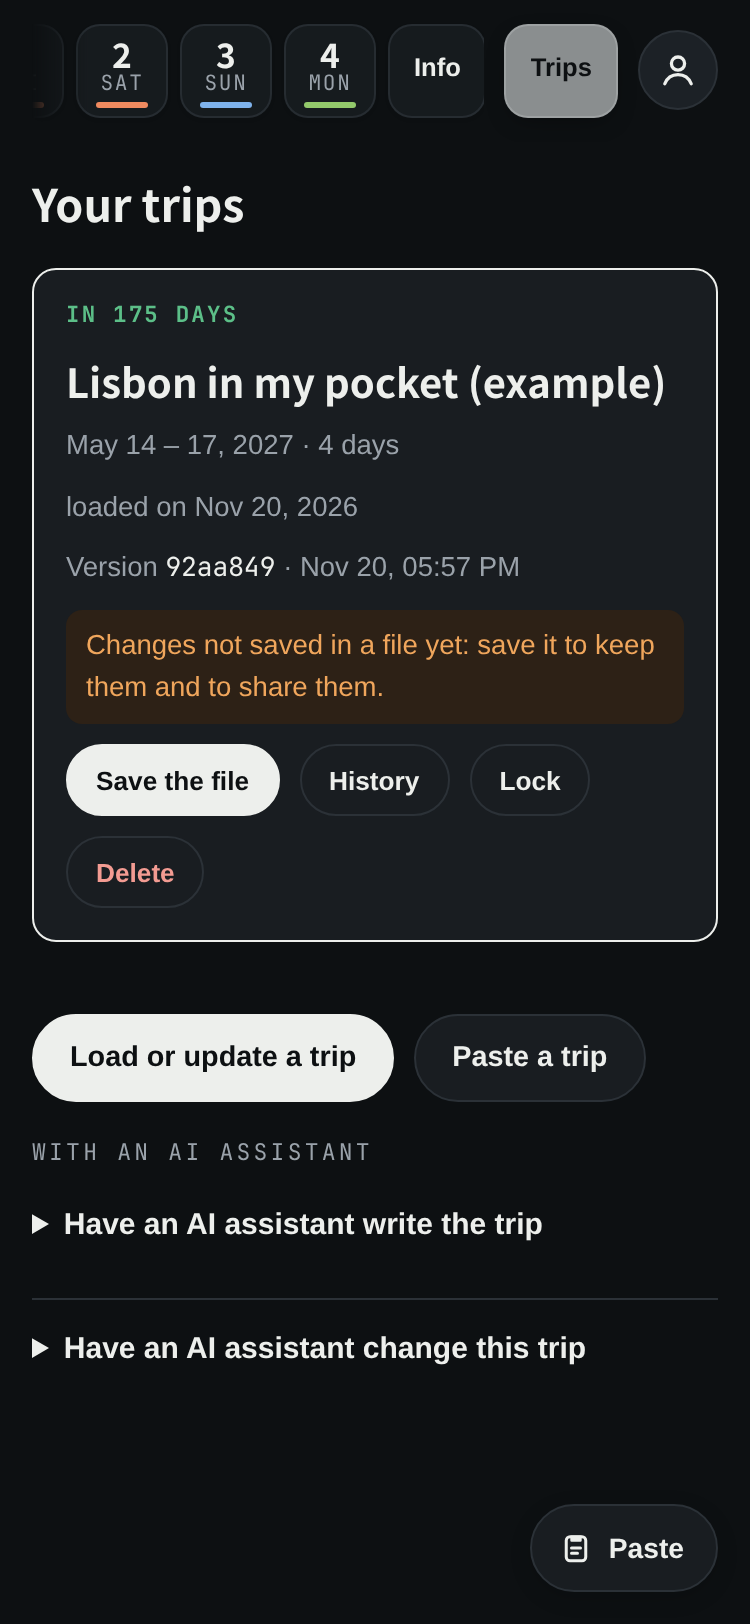 2
SAT
3
SUN
4
MON
Info
Trips
Your trips
IN 175 DAYS
Lisbon in my pocket (example)
May 14 – 17, 2027 · 4 days
loaded on Nov 20, 2026
Version 92aa849 · Nov 20, 05:57 PM
Changes not saved in a file yet: save it to keep
them and to share them.
Save the file
History
Lock
Delete
Load or update a trip
Paste a trip
WITH AN AI ASSISTANT
Have an AI assistant write the trip
Have an AI assistant change this trip
Paste